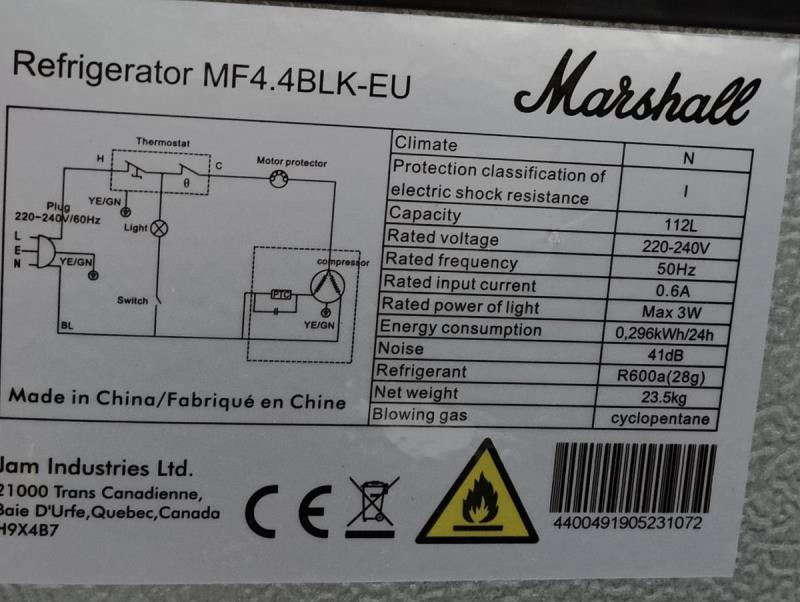 Refrigerator MF4.4BLK-EU
Marshall
Thermostat
H
C
Motor protector
θ
YE/GN
Plug
220~240V/60Hz
Light
L
E
N
YE/GN
compressor
PTC
Switch
YE/GN
BL
Climate N
Protection classification of
electric shock resistance I
Capacity 112L
Rated voltage 220-240V
Rated frequency 50Hz
Rated input current 0.6A
Rated power of light Max 3W
Energy consumption 0,296kWh/24h
Noise 41dB
Refrigerant R600a(28g)
Net weight 23.5kg
Blowing gas cyclopentane
Made in China/Fabriqué en Chine
Jam Industries Ltd.
21000 Trans Canadienne,
Baie D'Urfe,Quebec,Canada
H9X4B7
CE
4400491905231072